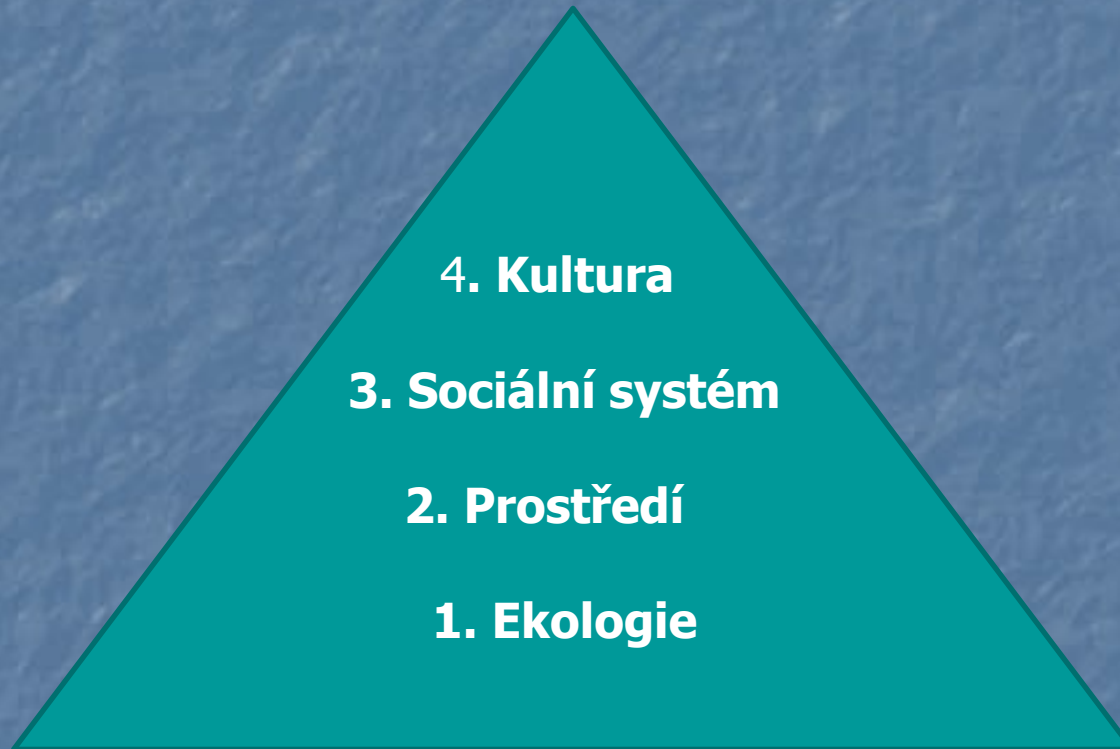 4. Kultura
3. Sociální systém
2. Prostředí
1. Ekologie